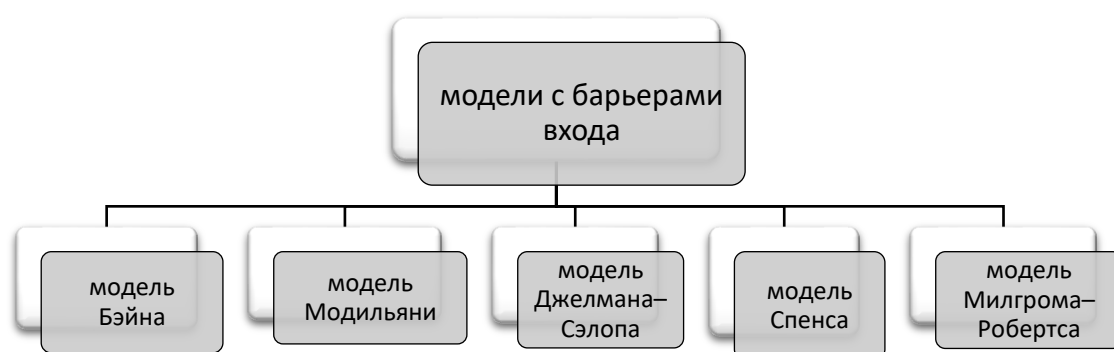 модели с барьерами
входа
модель
Бэйна
модель
Модильяни
модель
Джелмана–
Сэлопа
модель
Спенса
модель
Милгрома–
Робертса